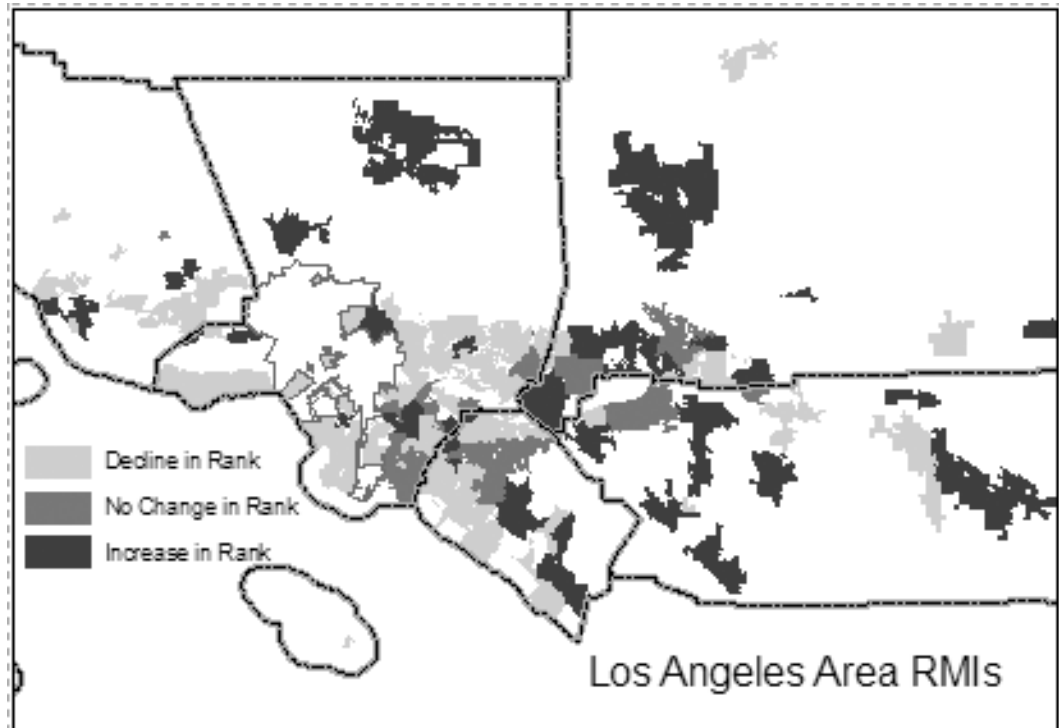 Decline in Rank
No Change in Rank
Increase in Rank
Los Angeles Area RMIs